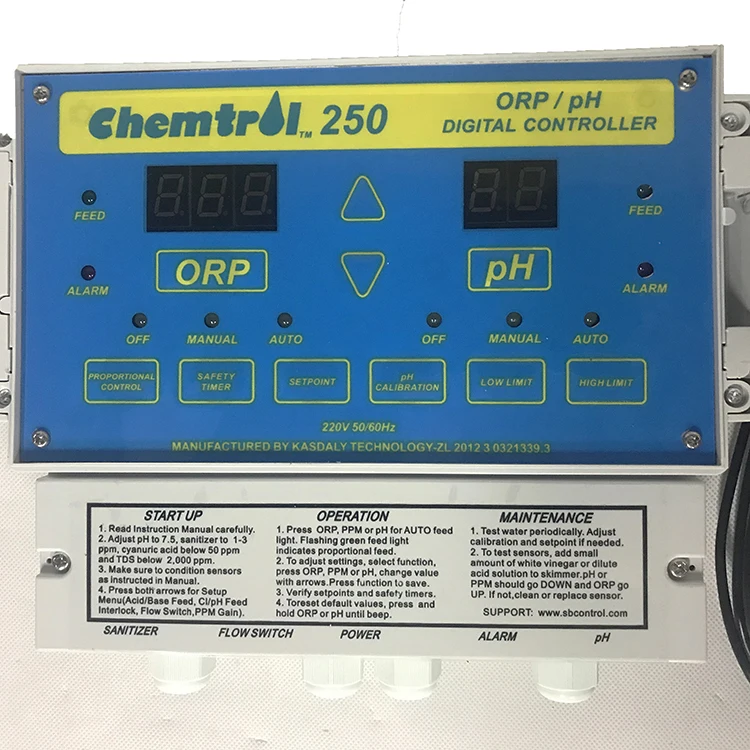 Chemtrol™ 250
ORP / pH
DIGITAL CONTROLLER
FEED
FEED
ORP
pH
ALARM
ALARM
OFF MANUAL AUTO OFF MANUAL AUTO
PROPORTIONAL
CONTROL
SAFETY
TIMER
SETPOINT
pH
CALIBRATION
LOW LIMIT
HIGH LIMIT
220V 50/60Hz
MANUFACTURED BY KASDALY TECHNOLOGY-ZL 2012 3 0321339.3
START UP
1. Read Instruction Manual carefully.
2. Adjust pH to 7.5, sanitizer to 1-3
ppm, cyanuric acid below 50 ppm
and TDS below 2,000 ppm.
3. Make sure to condition sensors
as instructed in Manual.
4. Press both arrows for Setup
Menu(Acid/Base Feed, Cl/pH Feed
Interlock, Flow Switch,PPM Gain).
OPERATION
1. Press ORP, PPM or pH for AUTO feed
light. Flashing green feed light
indicates proportional feed.
2. To adjust settings, select function,
press ORP, PPM or pH, change value
with arrows.Press function to save.
3. Verify setpoints and safety timers.
4. Toreset default values, press and
hold ORP or pH until beep.
MAINTENANCE
1. Test water periodically. Adjust
calibration and setpoint if needed.
2. To test sensors, add small
amount of white vinegar or dilute
acid solution to skimmer.pH or
PPM should go DOWN and ORP go
UP. If not,clean or replace sensor.
SUPPORT: www.sbcontrol.com
SANITIZER FLOW SWITCH POWER ALARM pH